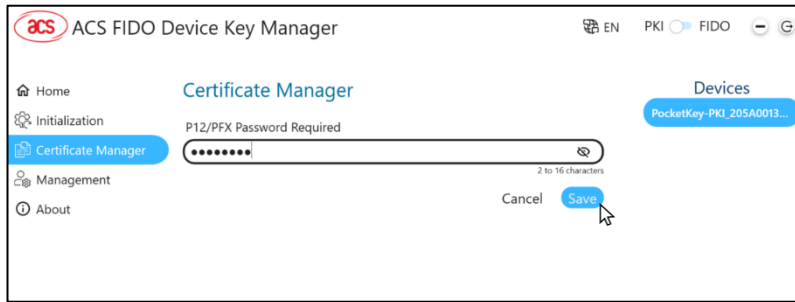 acs ACS FIDO Device Key Manager
EN PKI FIDO
Home
Initialization
Certificate Manager
Management
About
Certificate Manager
P12/PFX Password Required
2 to 16 characters
Cancel Save
Devices
PocketKey-PKI_205A0013...